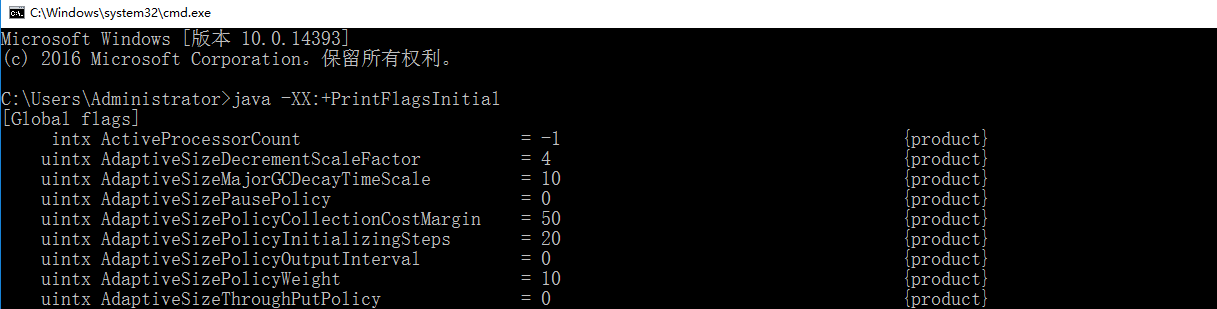 C:\Windows\system32\cmd.exe
Microsoft Windows [版本 10.0.14393]
(c) 2016 Microsoft Corporation。保留所有权利。
C:\Users\Administrator>java -XX:+PrintFlagsInitial
[Global flags]
intx ActiveProcessorCount = -1 {product}
uintx AdaptiveSizeDecrementScaleFactor = 4 {product}
uintx AdaptiveSizeMajorGCDecayTimeScale = 10 {product}
uintx AdaptiveSizePausePolicy = 0 {product}
uintx AdaptiveSizePolicyCollectionCostMargin = 50 {product}
uintx AdaptiveSizePolicyInitializingSteps = 20 {product}
uintx AdaptiveSizePolicyOutputInterval = 0 {product}
uintx AdaptiveSizePolicyWeight = 10 {product}
uintx AdaptiveSizeThroughPutPolicy = 0 {product}